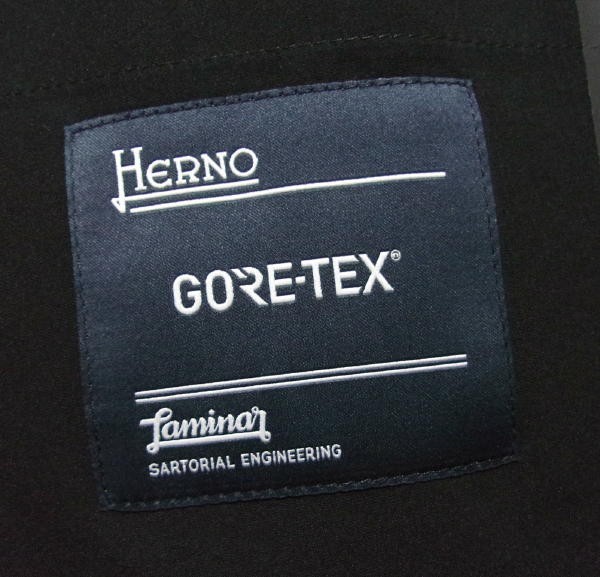 HERNO
GORE-TEX®
Laminar
SARTORIAL ENGINEERING